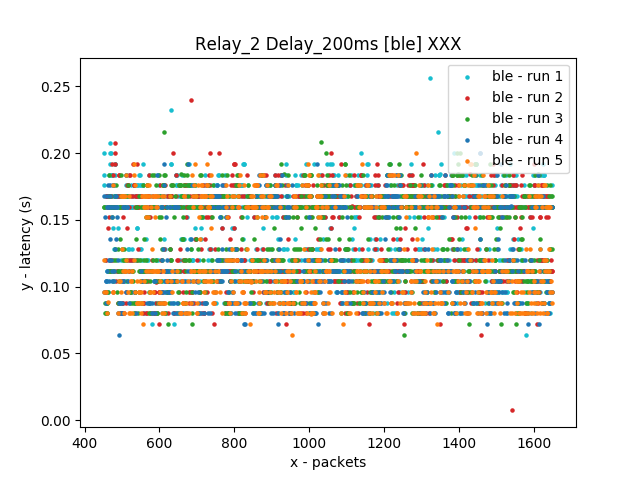 Relay_2 Delay_200ms [ble] XXX
ble - run 1
ble - run 2
ble - run 3
ble - run 4
ble - run 5
y - latency (s)
0.25
0.20
0.15
0.10
0.05
0.00
400 600 800 1000 1200 1400 1600
x - packets